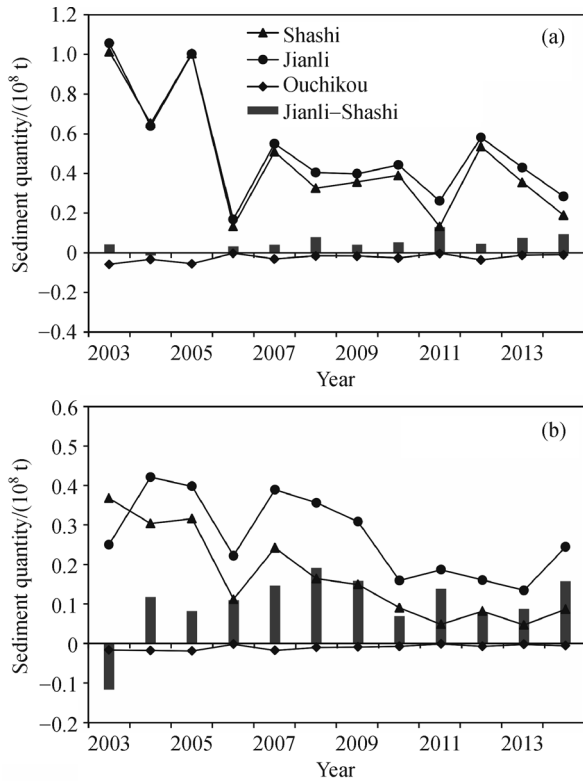 (a)
Shashi
Jianli
Ouchikou
Jianli–Shashi
Sediment quantity/(10⁸ t)
1.2
1.0
0.8
0.6
0.4
0.2
0
−0.2
−0.4
2003 2005 2007 2009 2011 2013
Year
(b)
Sediment quantity/(10⁸ t)
0.6
0.5
0.4
0.3
0.2
0.1
0
−0.1
−0.2
2003 2005 2007 2009 2011 2013
Year